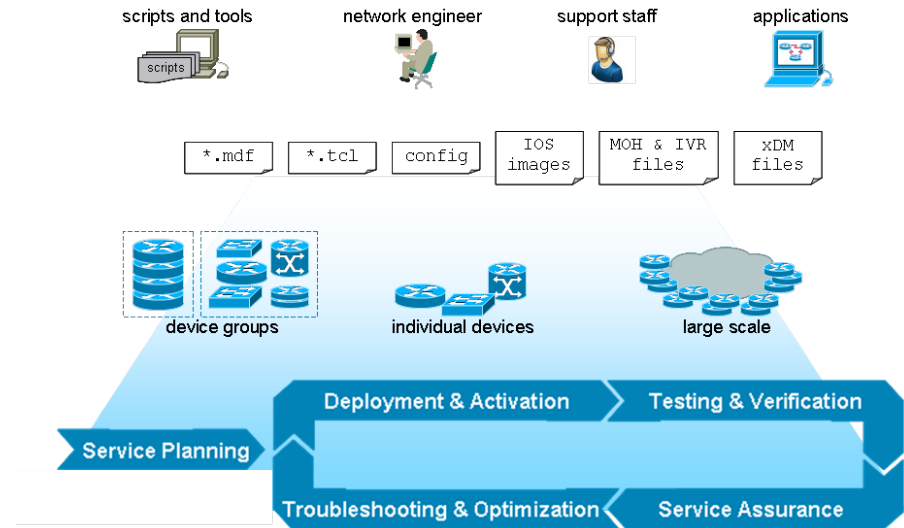 scripts and tools
network engineer
support staff
applications
scripts
*.mdf
*.tcl
config
IOS
images
MOH & IVR
files
xDM
files
device groups
individual devices
large scale
Deployment & Activation
Testing & Verification
Service Planning
Troubleshooting & Optimization
Service Assurance